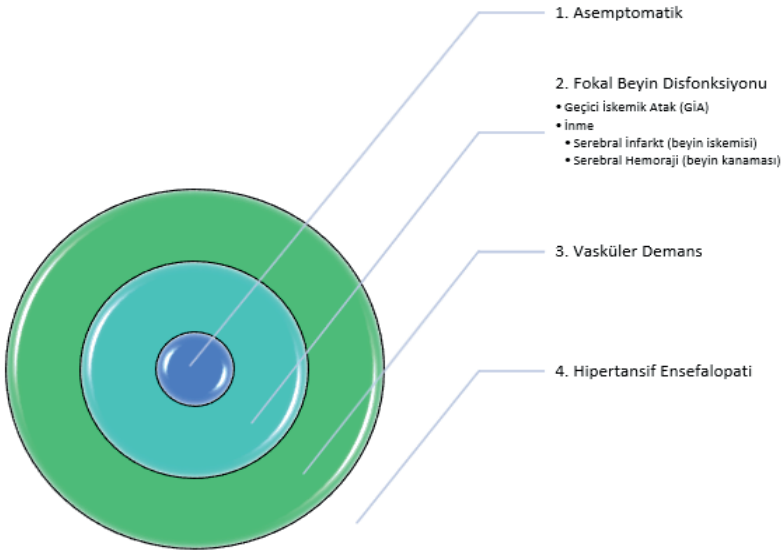 1. Asemptomatik
2. Fokal Beyin Disfonksiyonu
• Geçici İskemik Atak (GİA)
• İnme
• Serebral İnfarkt (beyin iskemisi)
• Serebral Hemoraji (beyin kanaması)
3. Vasküler Demans
4. Hipertansif Ensefalopati